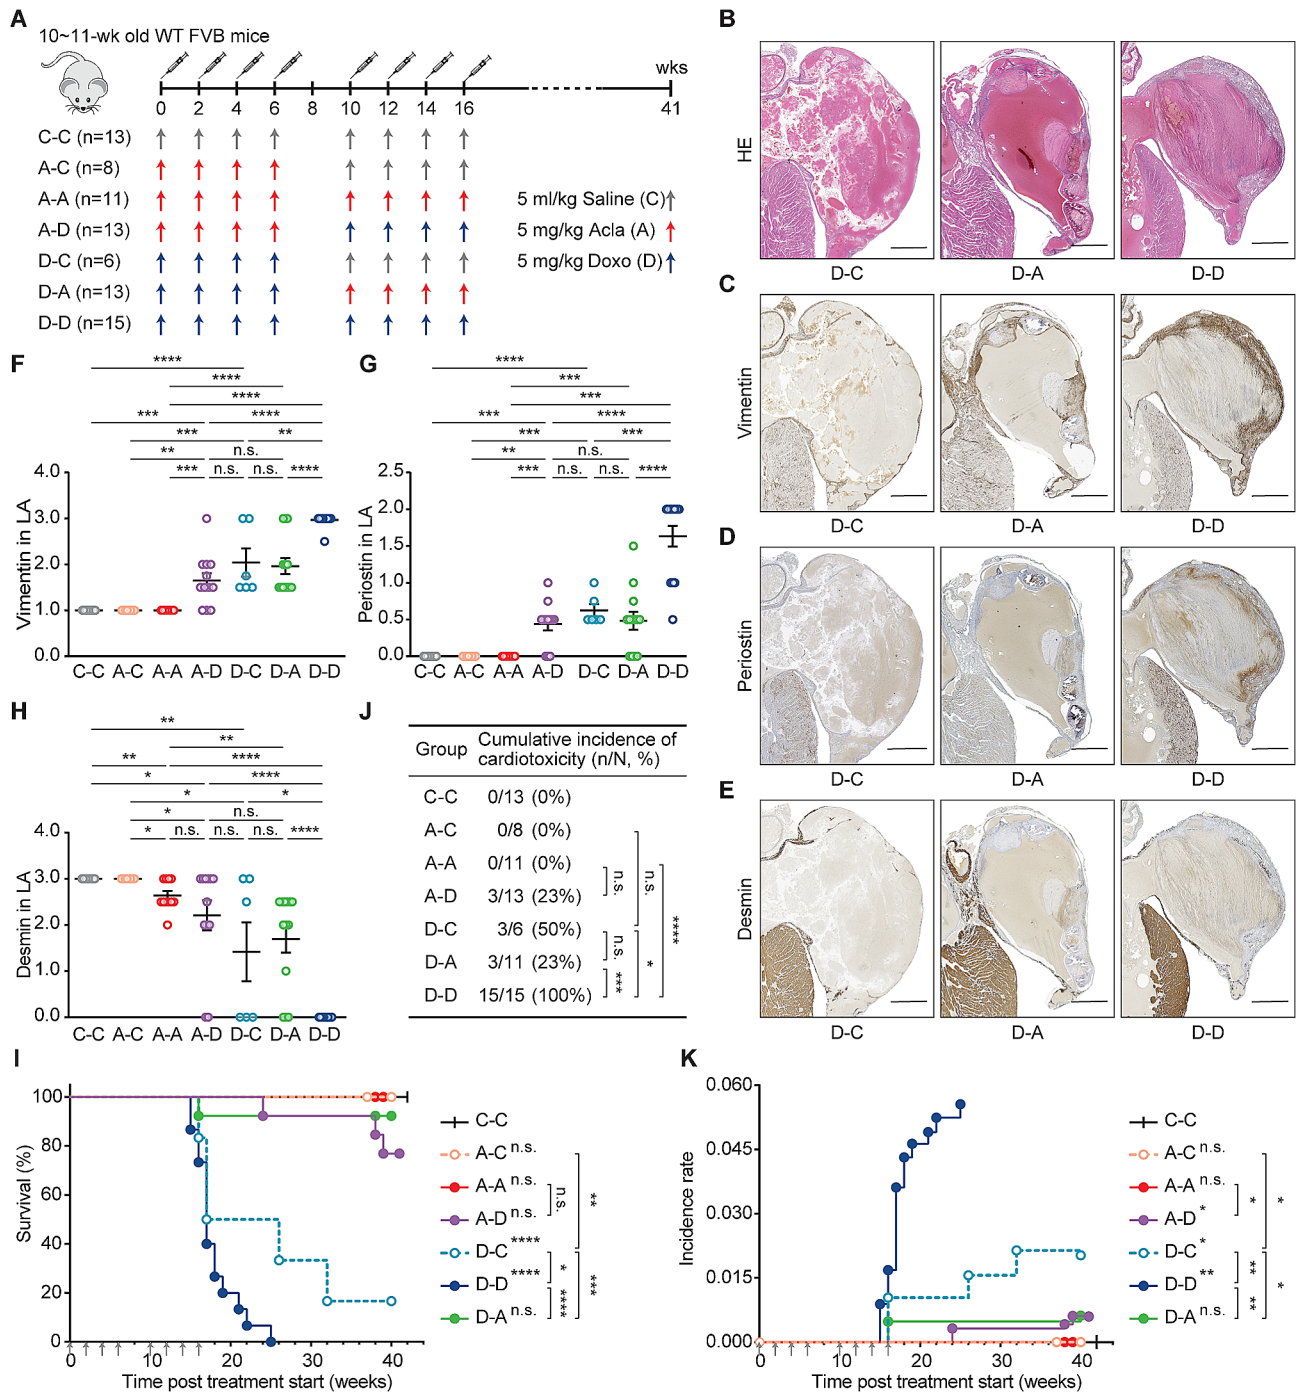 A
10~11-wk old WT FVB mice
wks
0 2 4 6 8 10 12 14 16 41
C-C (n=13)
A-C (n=8)
A-A (n=11)
A-D (n=13)
D-C (n=6)
D-A (n=13)
D-D (n=15)
5 ml/kg Saline (C)
5 mg/kg Acla (A)
5 mg/kg Doxo (D)
B
HE
D-C D-A D-D
C
Vimentin
D-C D-A D-D
D
Periostin
D-C D-A D-D
E
Desmin
D-C D-A D-D
F
****
****
****
*** ****
*** **
** n.s.
*** n.s. n.s. ****
Vimentin in LA
4.0
3.0
2.0
1.0
0.0
C-C A-C A-A A-D D-C D-A D-D
G
****
***
***
*** ****
*** ***
** n.s.
*** n.s. n.s. ****
Periostin in LA
2.5
2.0
1.5
1.0
0.5
0.0
C-C A-C A-A A-D D-C D-A D-D
H
**
**
** ****
* ****
* *
* n.s.
* n.s. n.s. n.s. ****
Desmin in LA
4.0
3.0
2.0
1.0
0.0
C-C A-C A-A A-D D-C D-A D-D
J
Group Cumulative incidence of
cardiotoxicity (n/N, %)
C-C 0/13 (0%)
A-C 0/8 (0%)
A-A 0/11 (0%)
A-D 3/13 (23%)
D-C 3/6 (50%)
D-A 3/11 (23%)
D-D 15/15 (100%)
n.s.
n.s.
***
n.s.
*
****
I
Survival (%)
100
80
60
40
20
0
0 10 20 30 40
Time post treatment start (weeks)
C-C
A-C n.s.
A-A n.s.
A-D n.s.
D-C ****
D-D ****
D-A n.s.
n.s.
*
****
**
***
K
Incidence rate
0.060
0.045
0.030
0.015
0.000
0 10 20 30 40
Time post treatment start (weeks)
C-C
A-C n.s.
A-A n.s.
A-D *
D-C *
D-D **
D-A n.s.
*
**
**
*
*